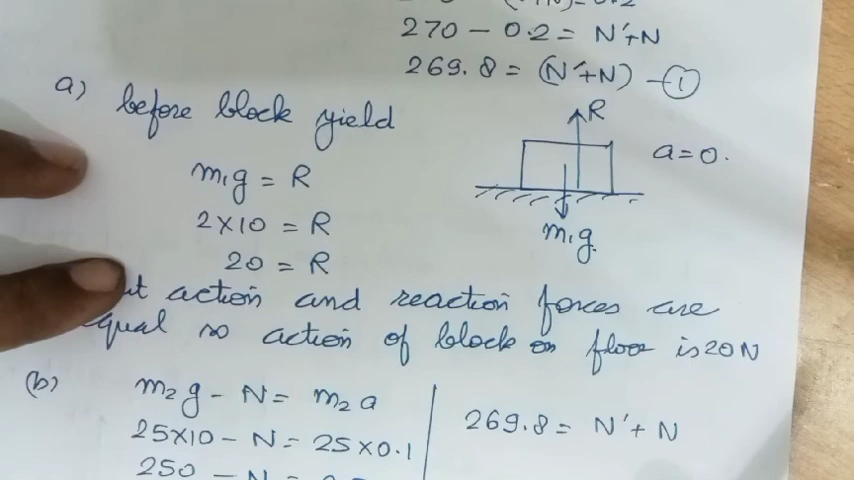 270 - 0.2 = N'+N
269.8 = (N'+N) - ①
a) before block yield
R
m₁g = R
a = 0.
2×10 = R
m₁g.
20 = R
action and reaction forces are
equal so action of block on floor is 20N
(b)
m₂g - N = m₂a
269.8 = N' + N
25×10 - N = 25×0.1
250 - N =